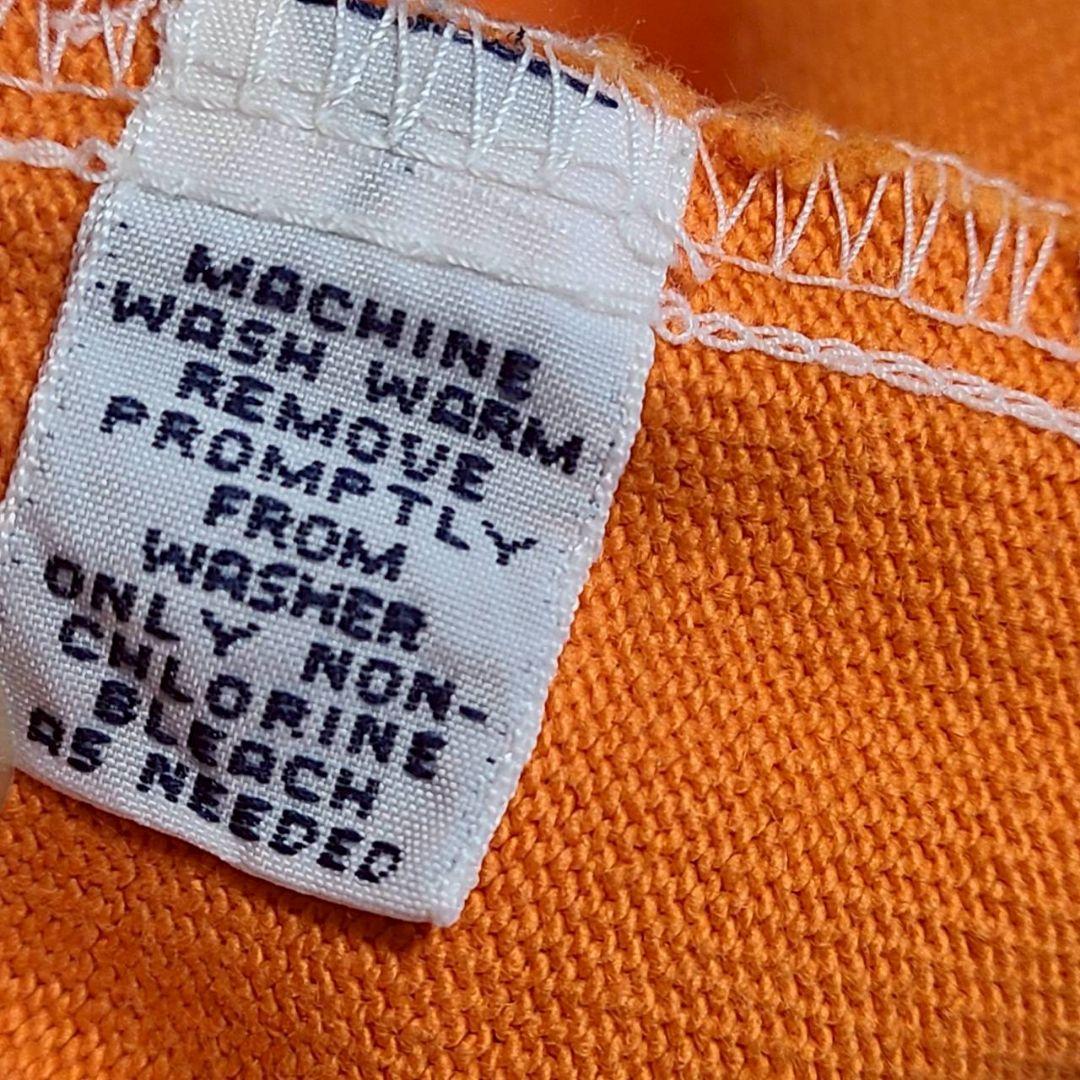 MACHINE
WASH WARM
REMOVE
PROMPTLY
FROM
WASHER
ONLY NON-
CHLORINE
BLEACH
AS NEEDED